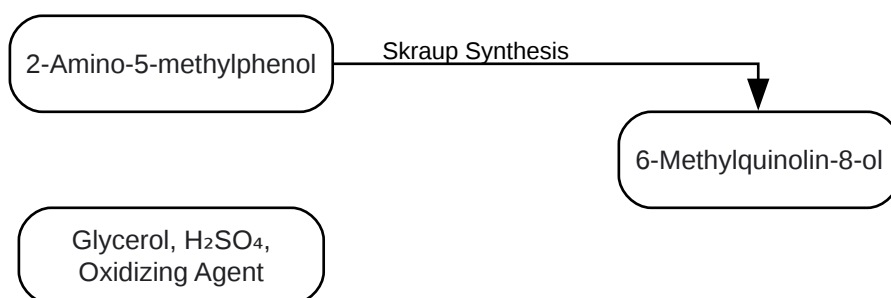 Skraup Synthesis
2-Amino-5-methylphenol
6-Methylquinolin-8-ol
Glycerol, H₂SO₄,
Oxidizing Agent